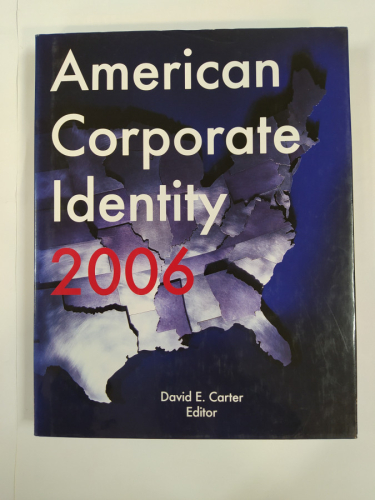 American
Corporate
Identity
2006
David E. Carter
Editor